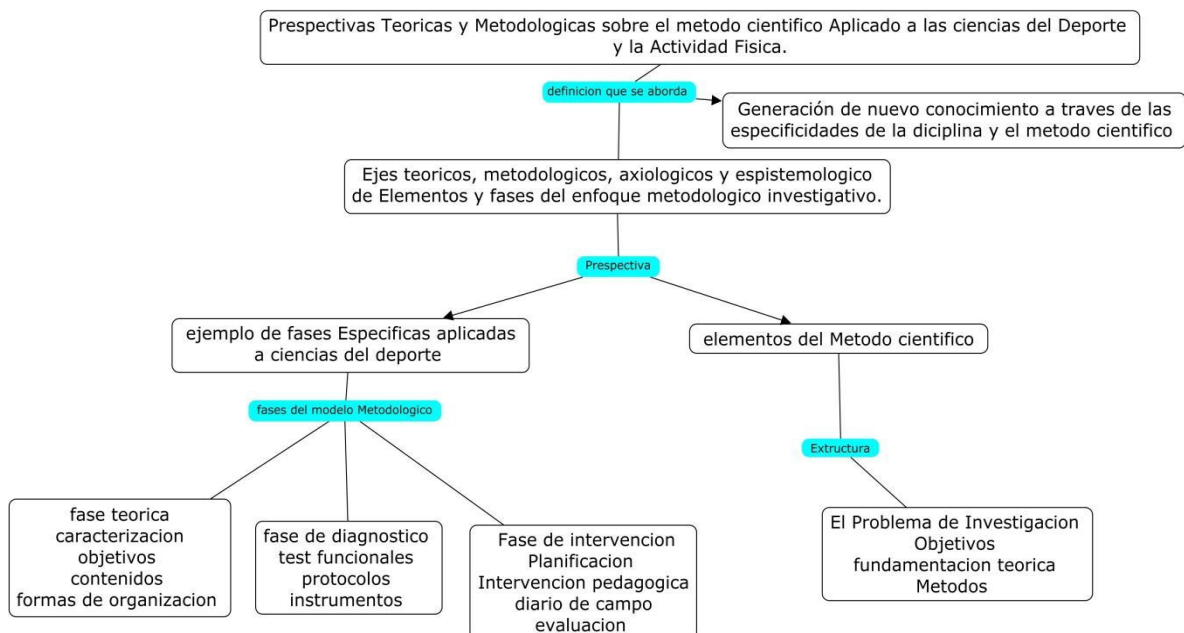 Prespectivas Teoricas y Metodologicas sobre el metodo científico Aplicado a las ciencias del Deporte
y la Actividad Fisica.
definicion que se aborda
Generación de nuevo conocimiento a traves de las
especificidades de la diciplina y el metodo cientifico
Ejes teoricos, metodologicos, axiologicos y espistemologico
de Elementos y fases del enfoque metodologico investigativo.
Prespectiva
ejemplo de fases Especificas aplicadas
a ciencias del deporte
elementos del Metodo cientifico
fases del modelo Metodologico
Extructura
fase teorica
caracterizacion
objetivos
contenidos
formas de organizacion
fase de diagnostico
test funcionales
protocolos
instrumentos
Fase de intervencion
Planificacion
Intervencion pedagogica
diario de campo
evaluacion
El Problema de Investigacion
Objetivos
fundamentacion teorica
Metodos